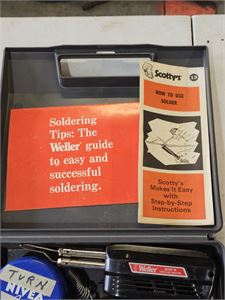 Soldering
Tips: The
Weller guide
to easy and
successful
soldering.
Scotty's
HOW TO USE
SOLDER
Scotty's
Makes It Easy
with
Step-by-Step
Instructions
TURN
NIVEA
Weller